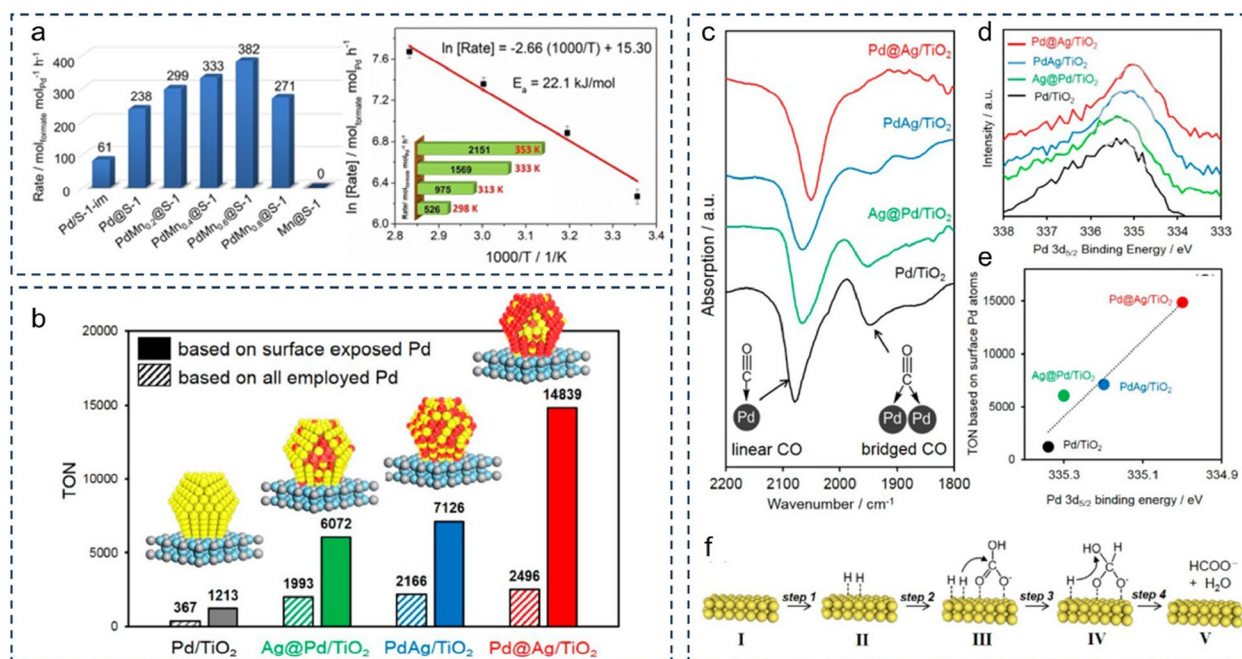 a
Rate / mol_formate mol_Pd⁻¹ h⁻¹
400
300
200
100
0
61
238
299
333
382
271
0
Pd/S-1-im
Pd@S-1
PdMn₀.₂@S-1
PdMn₀.₄@S-1
PdMn₀.₆@S-1
PdMn₀.₈@S-1
Mn@S-1
ln [Rate] / mol_formate mol_Pd⁻¹ h⁻¹
7.6
7.2
6.8
6.4
6.0
ln [Rate] = -2.66 (1000/T) + 15.30
Eₐ = 22.1 kJ/mol
Rate/ mol_formate mol_Pd⁻¹ h⁻¹
2151 353 K
1569 333 K
975 313 K
526 298 K
2.8 2.9 3.0 3.1 3.2 3.3 3.4
1000/T / 1/K
b
TON
20000
15000
10000
5000
0
based on surface exposed Pd
based on all employed Pd
367
1213
1993
6072
2166
7126
2496
14839
Pd/TiO₂
Ag@Pd/TiO₂
PdAg/TiO₂
Pd@Ag/TiO₂
c
Absorption / a.u.
Pd@Ag/TiO₂
PdAg/TiO₂
Ag@Pd/TiO₂
Pd/TiO₂
O
C
Pd
linear CO
O
C
Pd Pd
bridged CO
2200 2100 2000 1900 1800
Wavenumber / cm⁻¹
d
Intensity / a.u.
Pd@Ag/TiO₂
PdAg/TiO₂
Ag@Pd/TiO₂
Pd/TiO₂
338 337 336 335 334 333
Pd 3d₅/₂ Binding Energy / eV
e
TON based on surface Pd atoms
15000
10000
5000
0
Pd@Ag/TiO₂
Ag@Pd/TiO₂
PdAg/TiO₂
Pd/TiO₂
335.3 335.1 334.9
Pd 3d₅/₂ binding energy / eV
f
H H
H H
OH
C
O O⁻
HO H
C
H O O⁻
HCOO⁻
+ H₂O
step 1
step 2
step 3
step 4
I II III IV V